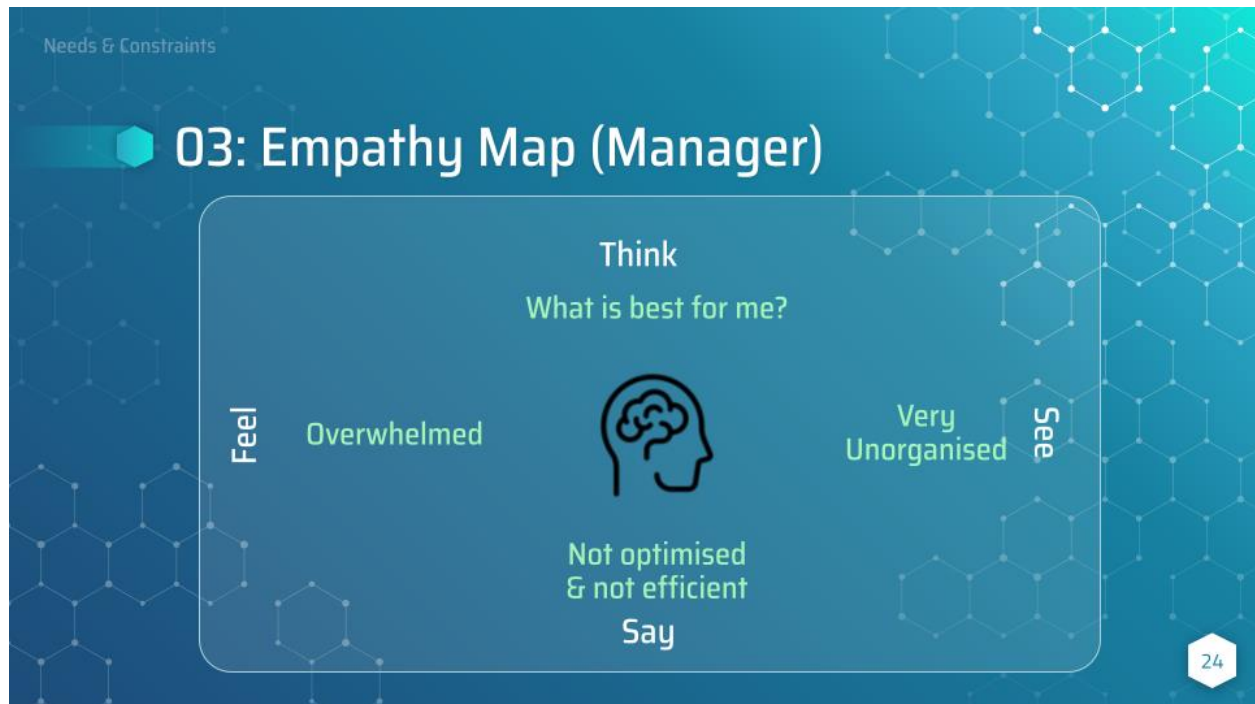 Needs & Constraints
03: Empathy Map (Manager)
Think
What is best for me?
Feel
Overwhelmed
Very
Unorganised
See
Not optimised
& not efficient
Say
24